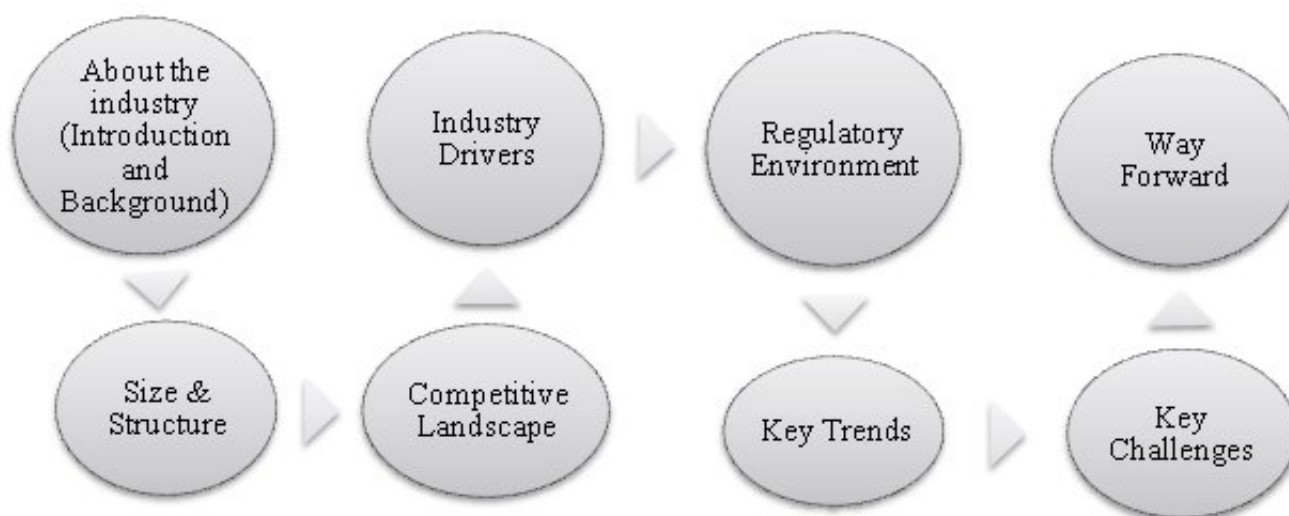 About the
industry
(Introduction
and
Background)
Size &
Structure
Competitive
Landscape
Industry
Drivers
Regulatory
Environment
Key Trends
Key
Challenges
Way
Forward